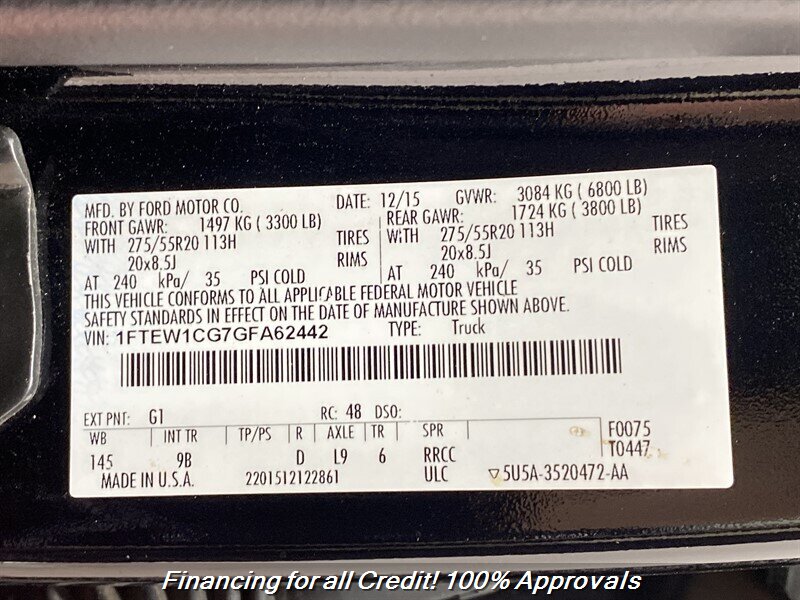 MFD. BY FORD MOTOR CO. DATE: 12/15 GVWR: 3084 KG ( 6800 LB)
FRONT GAWR: 1497 KG ( 3300 LB) REAR GAWR: 1724 KG ( 3800 LB)
WITH 275/55R20 113H TIRES WITH 275/55R20 113H TIRES
20x8.5J RIMS 20x8.5J RIMS
AT 240 kPa/ 35 PSI COLD AT 240 kPa/ 35 PSI COLD
THIS VEHICLE CONFORMS TO ALL APPLICABLE FEDERAL MOTOR VEHICLE
SAFETY STANDARDS IN EFFECT ON THE DATE OF MANUFACTURE SHOWN ABOVE.
VIN: 1FTEW1CG7GFA62442 TYPE: Truck
EXT PNT: G1 RC: 48 DSO: F0075
WB INT TR TP/PS R AXLE TR SPR T0447
145 9B D L9 6 RRCC
MADE IN U.S.A. 2201512122861 ULC ▽5U5A-3520472-AA
Financing for all Credit! 100% Approvals